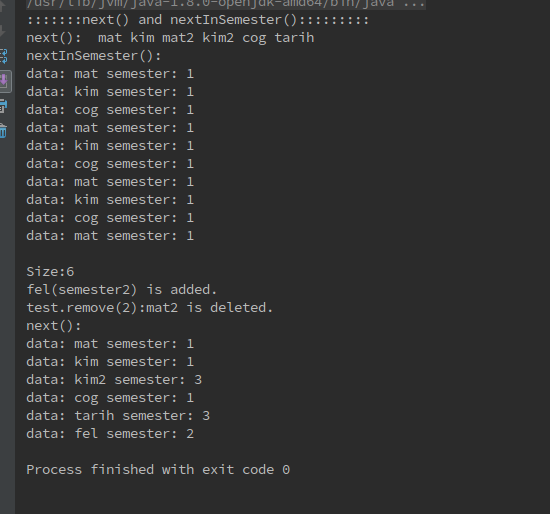 /usr/lib/jvm/java-1.8.0-openjdk-amd64/bin/java ...
:::::::next() and nextInSemester():::::::::
next():  mat kim mat2 kim2 cog tarih
nextInSemester():
data: mat semester: 1
data: kim semester: 1
data: cog semester: 1
data: mat semester: 1
data: kim semester: 1
data: cog semester: 1
data: mat semester: 1
data: kim semester: 1
data: cog semester: 1
data: mat semester: 1
Size:6
fel(semester2) is added.
test.remove(2):mat2 is deleted.
next():
data: mat semester: 1
data: kim semester: 1
data: kim2 semester: 3
data: cog semester: 1
data: tarih semester: 3
data: fel semester: 2
Process finished with exit code 0